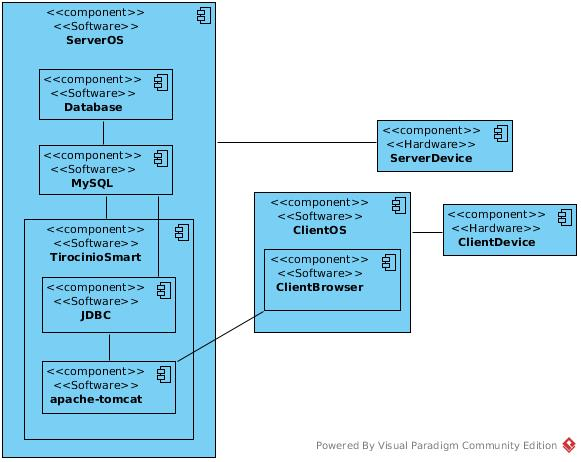 <<component>>
<<Software>>
ServerOS
<<component>>
<<Software>>
Database
<<component>>
<<Software>>
MySQL
<<component>>
<<Software>>
TirocinioSmart
<<component>>
<<Software>>
JDBC
<<component>>
<<Software>>
apache-tomcat
<<component>>
<<Hardware>>
ServerDevice
<<component>>
<<Software>>
ClientOS
<<component>>
<<Software>>
ClientBrowser
<<component>>
<<Hardware>>
ClientDevice
Powered By Visual Paradigm Community Edition